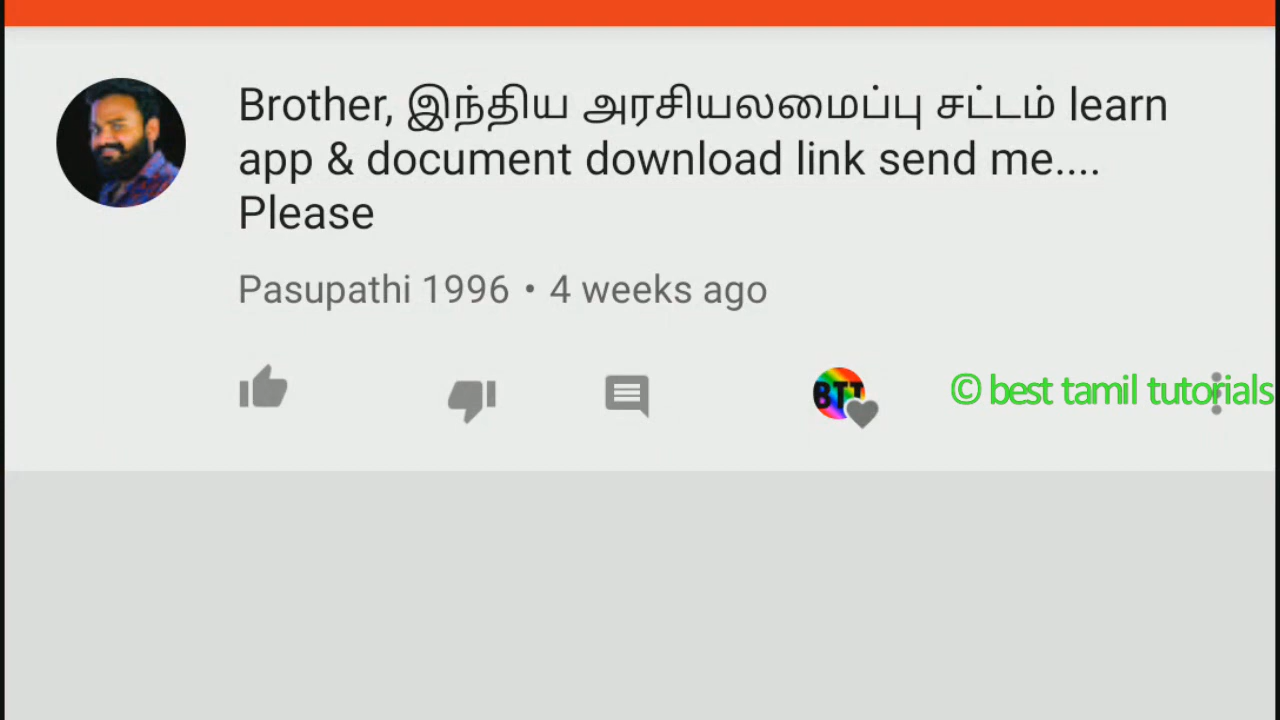 Brother, இந்திய அரசியலமைப்பு சட்டம் learn
app & document download link send me....
Please
Pasupathi 1996 • 4 weeks ago
BTT
© best tamil tutorials